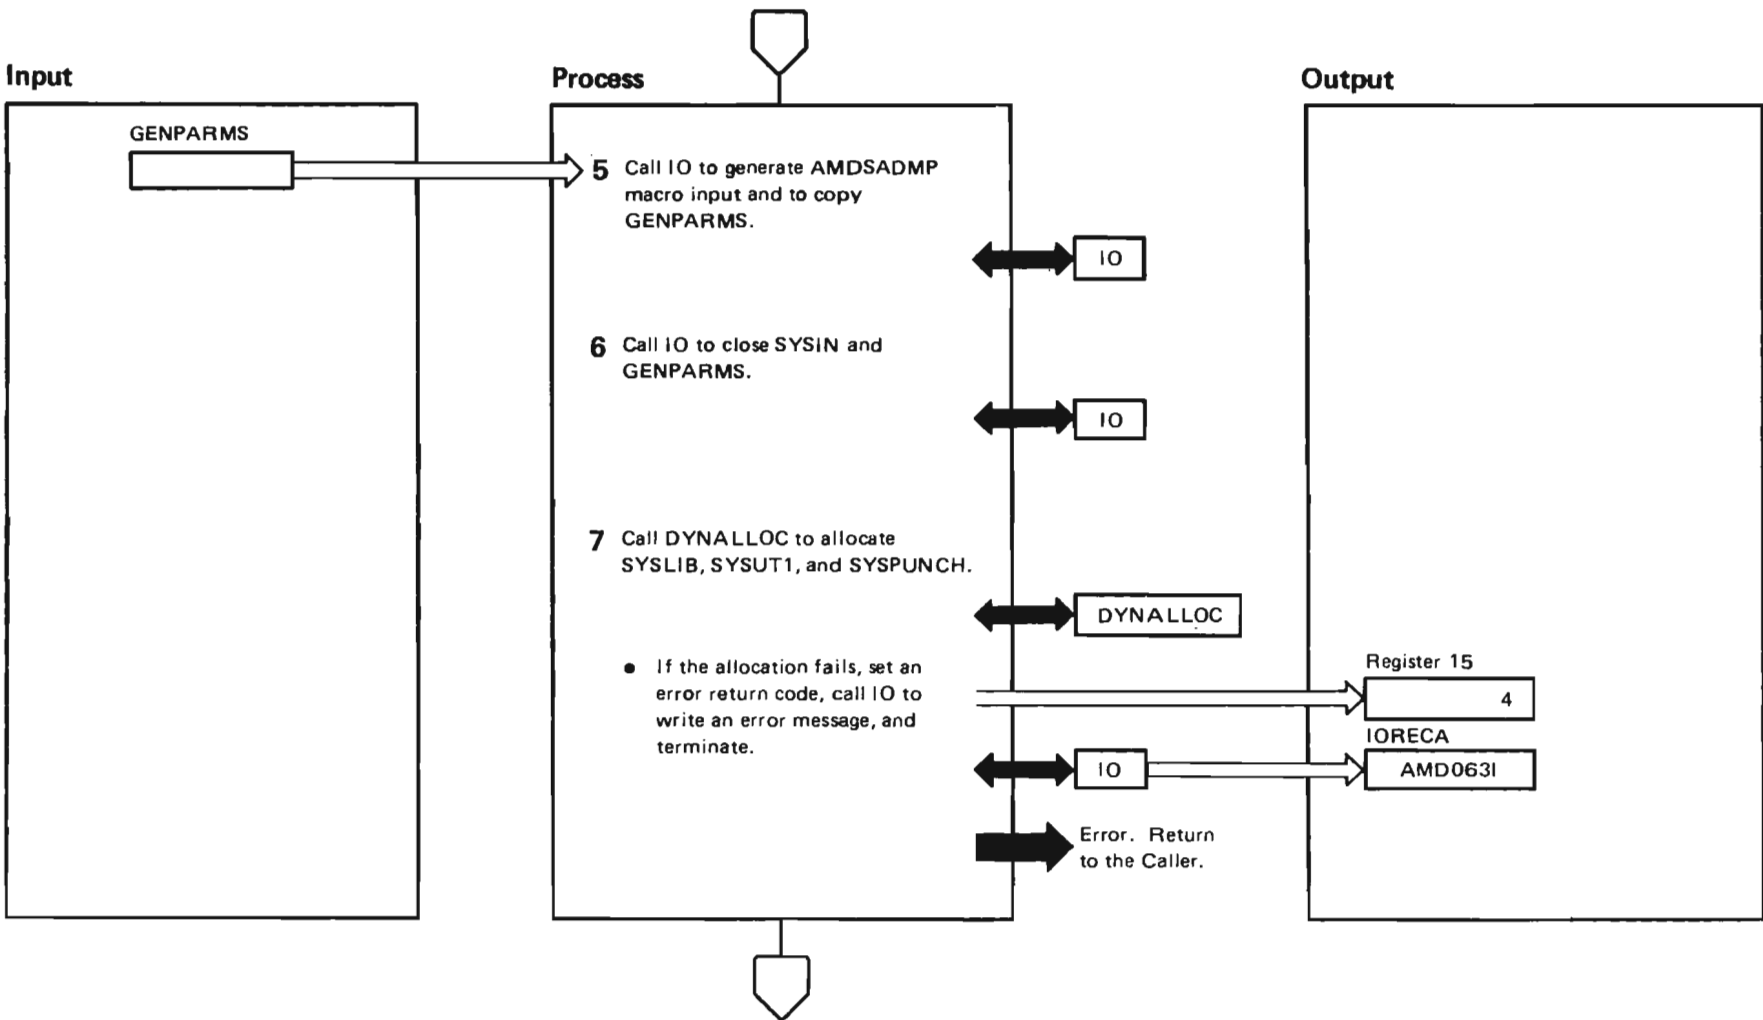 Input
Process
Output
GENPARMS
5 Call IO to generate AMDSADMP
macro input and to copy
GENPARMS.
IO
6 Call IO to close SYSIN and
GENPARMS.
IO
7 Call DYNALLOC to allocate
SYSLIB, SYSUT1, and SYSPUNCH.
DYNALLOC
• If the allocation fails, set an
error return code, call IO to
write an error message, and
terminate.
Register 15
4
IORECA
IO
AMD063I
Error. Return
to the Caller.